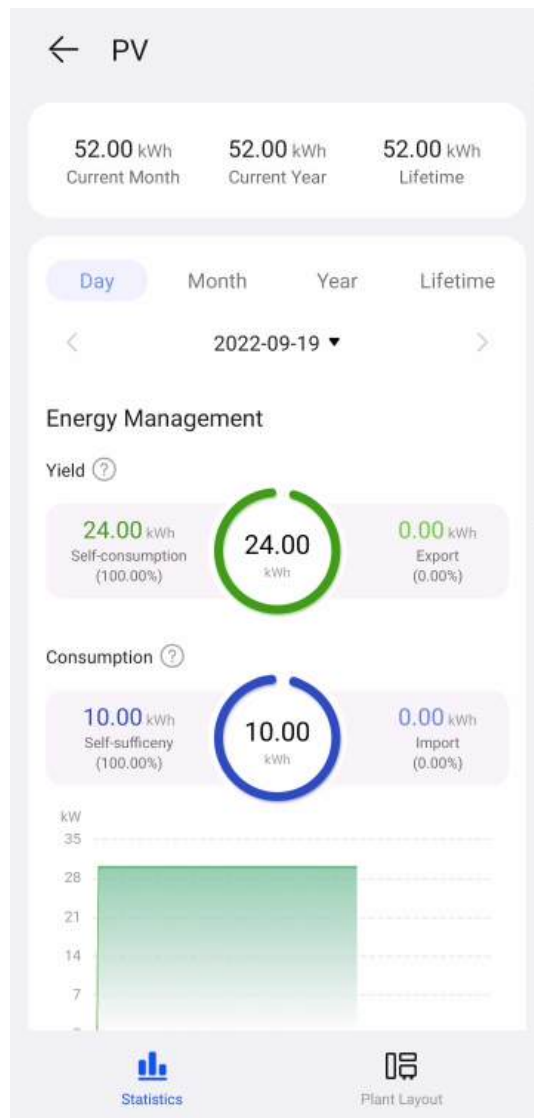 PV
52.00 kWh 52.00 kWh 52.00 kWh
Current Month Current Year Lifetime
Day Month Year Lifetime
2022-09-19
Energy Management
Yield ?
24.00 kWh
Self-consumption
(100.00%)
24.00
kWh
0.00 kWh
Export
(0.00%)
Consumption ?
10.00 kWh
Self-sufficeny
(100.00%)
10.00
kWh
0.00 kWh
Import
(0.00%)
kW
35
28
21
14
7
Statistics Plant Layout